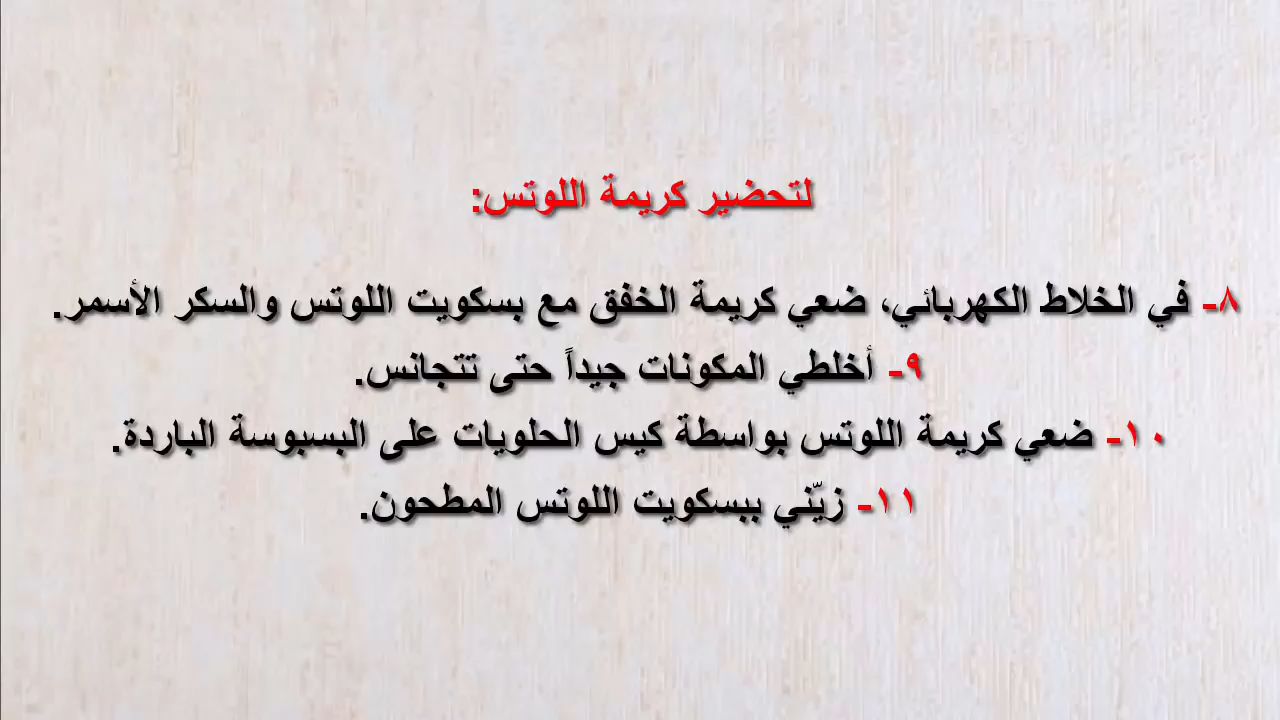 لتحضير كريمة اللوتس:
٨- في الخلاط الكهربائي، ضعي كريمة الخفق مع بسكويت اللوتس والسكر الأسمر.
٩- أخلطي المكونات جيداً حتى تتجانس.
١٠- ضعي كريمة اللوتس بواسطة كيس الحلويات على البسبوسة الباردة.
١١- زيّني ببسكويت اللوتس المطحون.